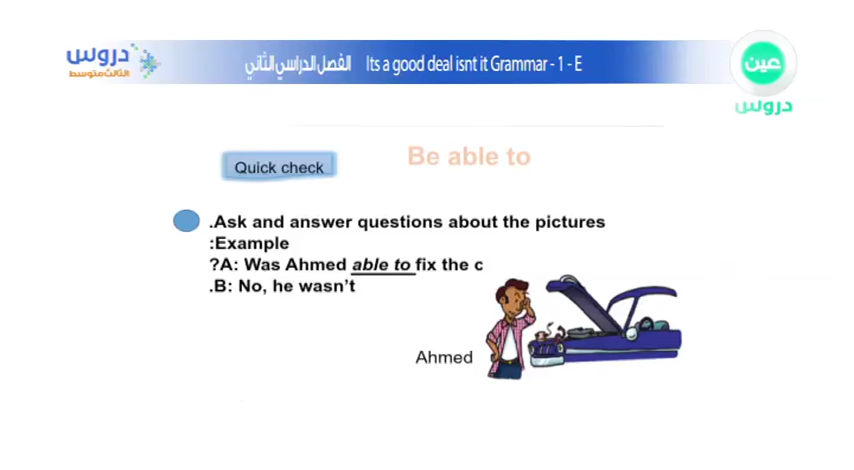 دروس
الثالث متوسط
الفصل الدراسي الثاني Its a good deal isnt it Grammar - 1 - E
عين
دروس
Be able to
Quick check
.Ask and answer questions about the pictures
:Example
?A: Was Ahmed able to fix the c
.B: No, he wasn't
Ahmed